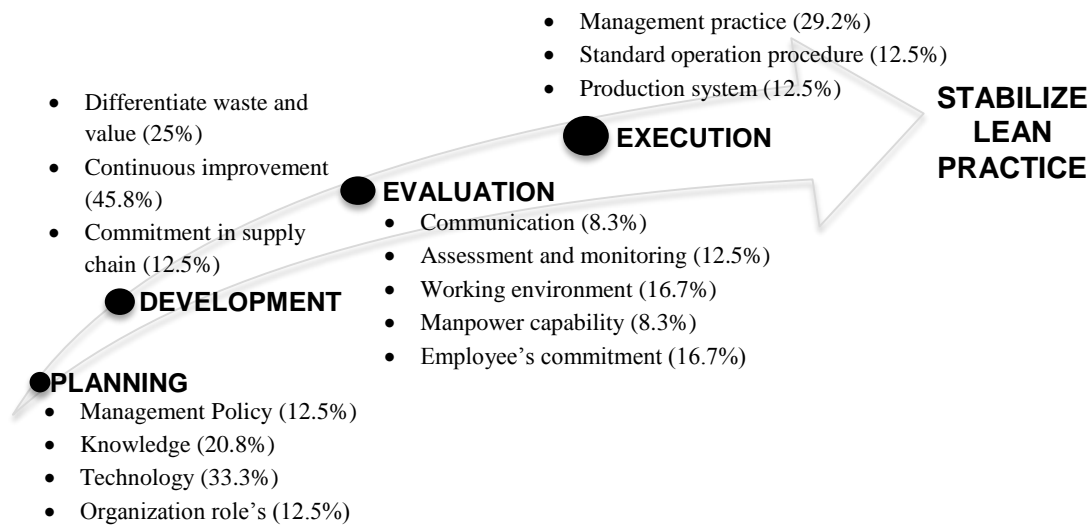 • Management practice (29.2%)
• Standard operation procedure (12.5%)
• Production system (12.5%)
STABILIZE
LEAN
PRACTICE
EXECUTION
• Differentiate waste and
value (25%)
• Continuous improvement
(45.8%)
• Commitment in supply
chain (12.5%)
EVALUATION
• Communication (8.3%)
• Assessment and monitoring (12.5%)
• Working environment (16.7%)
• Manpower capability (8.3%)
• Employee’s commitment (16.7%)
DEVELOPMENT
PLANNING
• Management Policy (12.5%)
• Knowledge (20.8%)
• Technology (33.3%)
• Organization role's (12.5%)